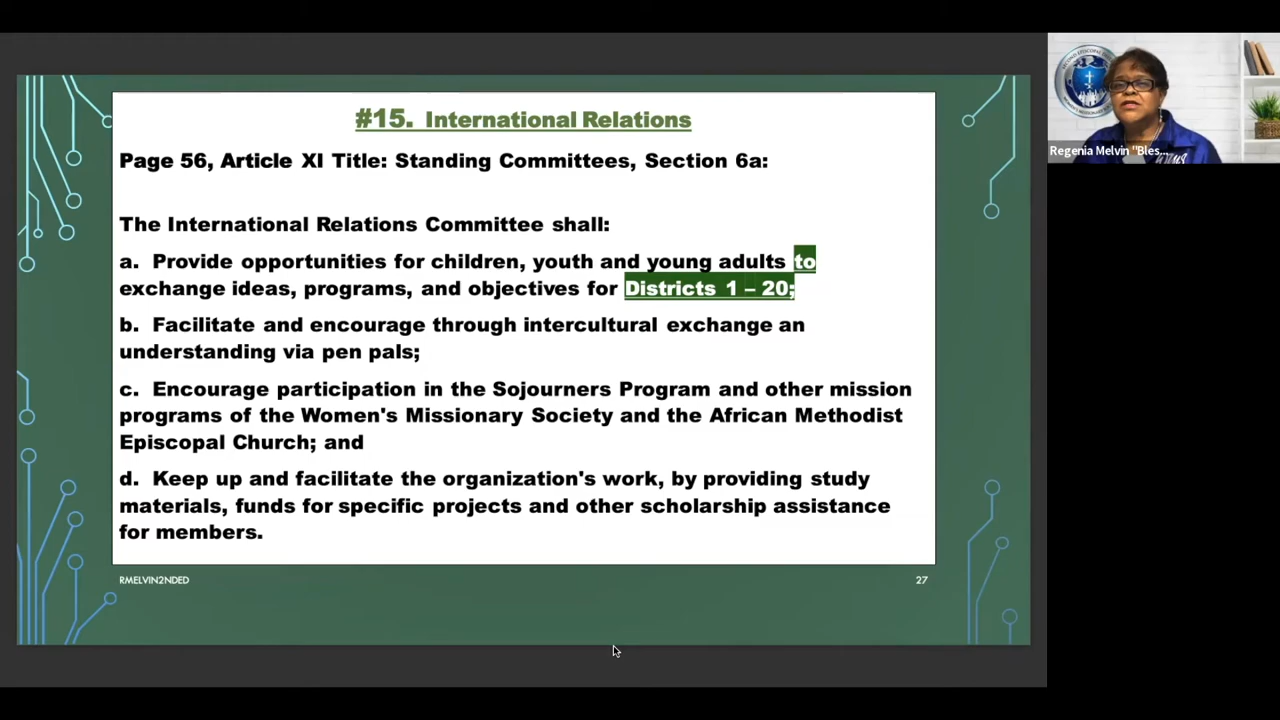 #15. International Relations
Page 56, Article XI Title: Standing Committees, Section 6a:
The International Relations Committee shall:
a. Provide opportunities for children, youth and young adults to
exchange ideas, programs, and objectives for Districts 1 – 20;
b. Facilitate and encourage through intercultural exchange an
understanding via pen pals;
c. Encourage participation in the Sojourners Program and other mission
programs of the Women's Missionary Society and the African Methodist
Episcopal Church; and
d. Keep up and facilitate the organization's work, by providing study
materials, funds for specific projects and other scholarship assistance
for members.
RMELVIN2NDED
27
Regenia Melvin "Bles...